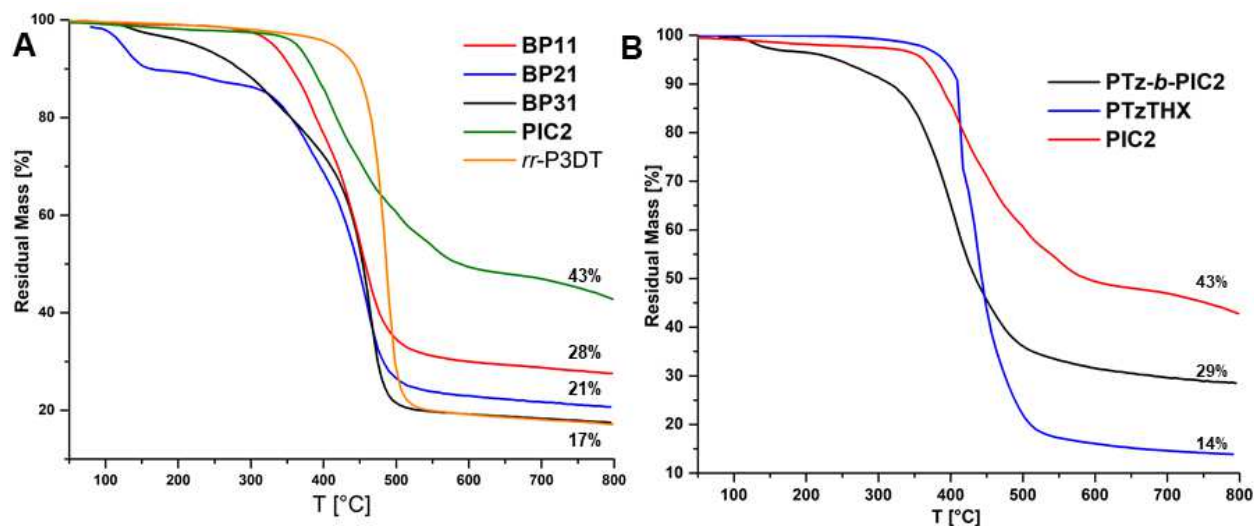 A
Residual Mass [%]
100
80
60
40
20
BP11
BP21
BP31
PIC2
rr-P3DT
43%
28%
21%
17%
100 200 300 400 500 600 700 800
T [°C]
B
Residual Mass [%]
100
90
80
70
60
50
40
30
20
10
PTz-b-PIC2
PTzTHX
PIC2
43%
29%
14%
100 200 300 400 500 600 700 800
T [°C]